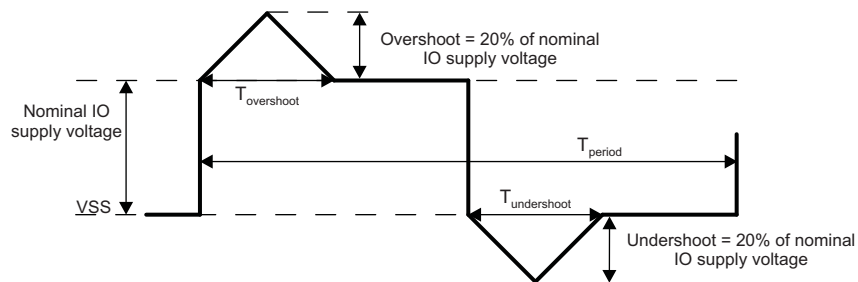 Overshoot = 20% of nominal
IO supply voltage
Nominal IO
supply voltage
Tovershoot
Tperiod
VSS
Tundershoot
Undershoot = 20% of nominal
IO supply voltage